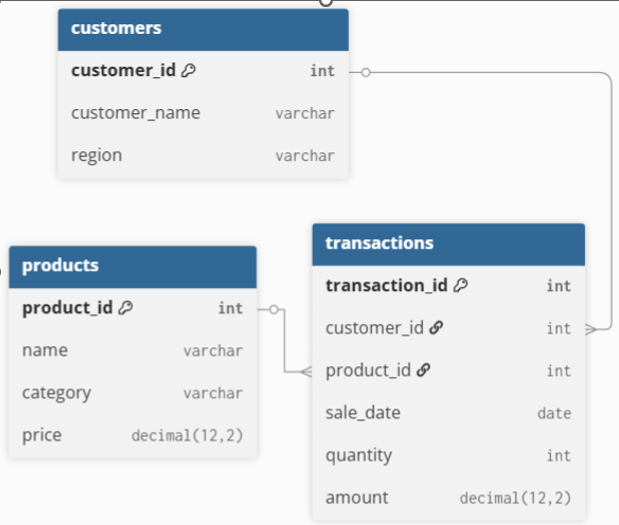 customers
customer_id int
customer_name varchar
region varchar
products
product_id int
name varchar
category varchar
price decimal(12,2)
transactions
transaction_id int
customer_id int
product_id int
sale_date date
quantity int
amount decimal(12,2)